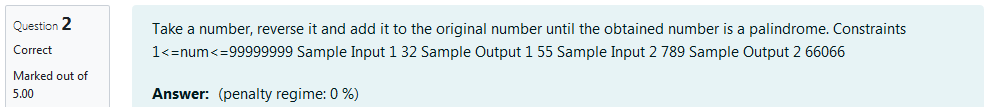 Question 2
Correct
Marked out of
5.00
Take a number, reverse it and add it to the original number until the obtained number is a palindrome. Constraints
1<=num<=99999999 Sample Input 1 32 Sample Output 1 55 Sample Input 2 789 Sample Output 2 66066
Answer: (penalty regime: 0 %)